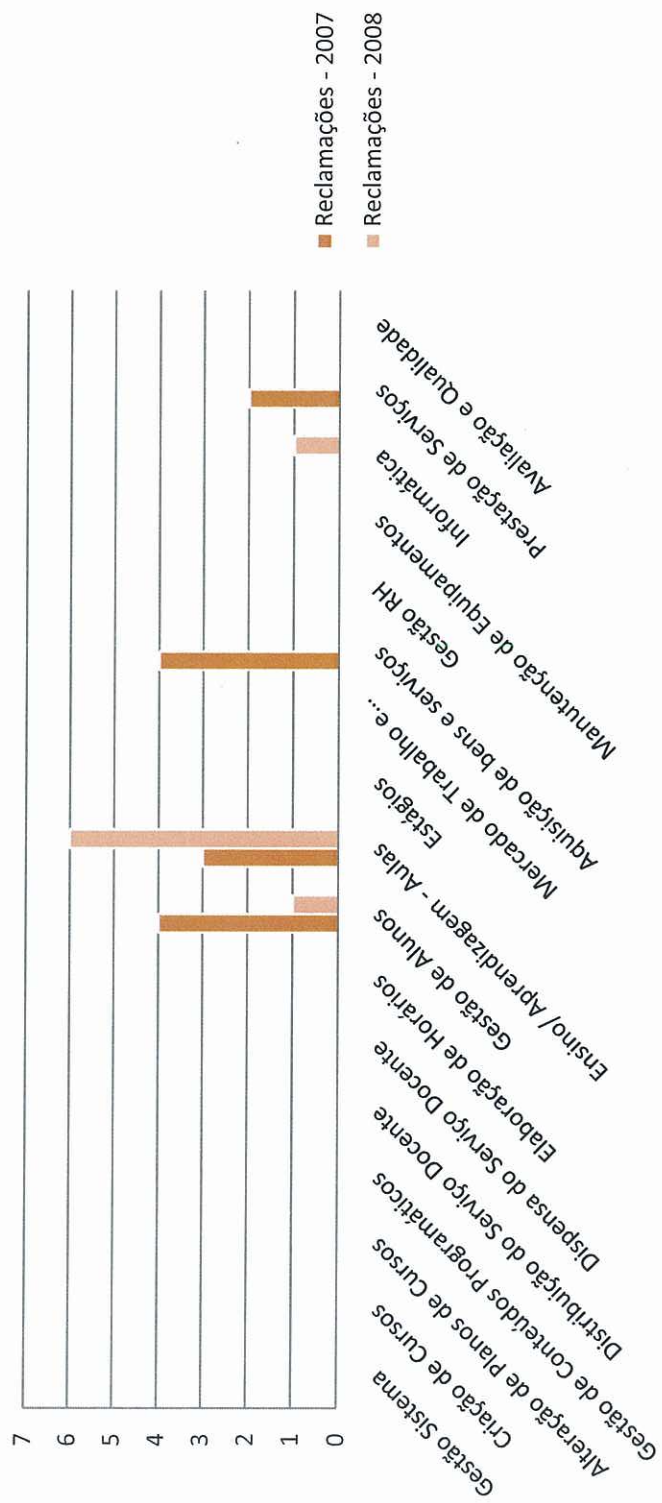 7
6
5
4
3
2
1
0
Gestão Sistema
Criação de Cursos
Alteração de Planos de Cursos
Gestão de Conteúdos Programáticos
Distribuição do Serviço Docente
Dispensa do Serviço Docente
Elaboração de Horários
Gestão de Alunos
Ensino/ Aprendizagem - Aulas
Estágios
Mercado de Trabalho e...
Aquisição de bens e serviços
Gestão RH
Manutenção de Equipamentos
Informática
Prestação de Serviços
Avaliação e Qualidade
Reclamações - 2007
Reclamações - 2008